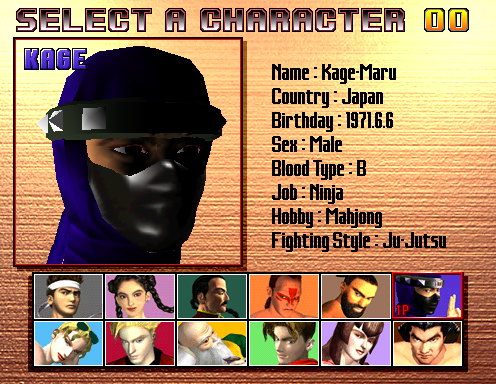 SELECT A CHARACTER 00
KAGE
Name : Kage-Maru
Country : Japan
Birthday : 1971.6.6
Sex : Male
Blood Type : B
Job : Ninja
Hobby : Mahjong
Fighting Style : Ju-Jutsu
1P